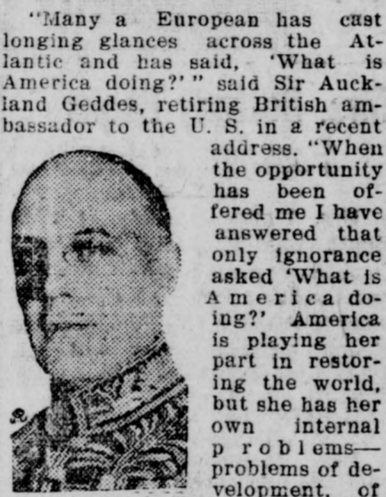 "Many a European has cast
longing glances across the At-
lantic and has said, 'What is
America doing?'" said Sir Auck-
land Geddes, retiring British am-
bassador to the U. S. in a recent
address. "When
the opportunity
has been of-
fered me I have
answered that
only ignorance
asked 'What is
America do-
ing?' America
is playing her
part in restor-
ing the world,
but she has her
own internal
problems—
problems of de-
velopment, of